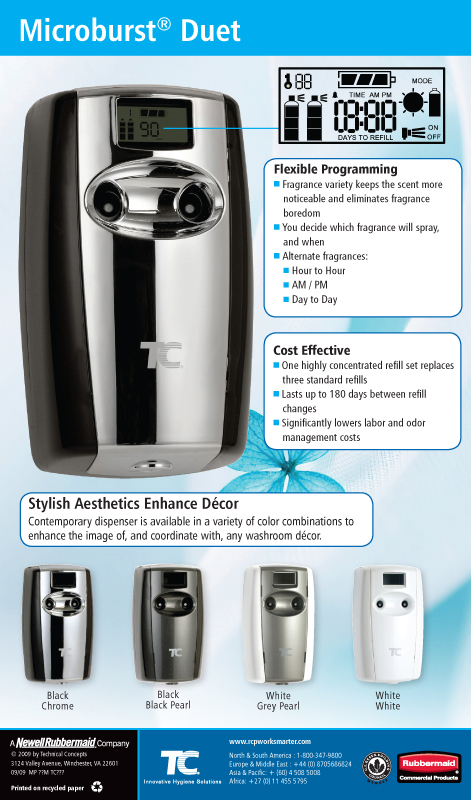 Microburst® Duet
88
MODE
TIME AM PM
88:88
ON
OFF
DAYS TO REFILL
90
TC
Flexible Programming
Fragrance variety keeps the scent more
noticeable and eliminates fragrance
boredom
You decide which fragrance will spray,
and when
Alternate fragrances:
Hour to Hour
AM / PM
Day to Day
Cost Effective
One highly concentrated refill set replaces
three standard refills
Lasts up to 180 days between refill
changes
Significantly lowers labor and odor
management costs
Stylish Aesthetics Enhance Décor
Contemporary dispenser is available in a variety of color combinations to
enhance the image of, and coordinate with, any washroom décor.
TC
TC
TC
TC
Black
Chrome
Black
Black Pearl
White
Grey Pearl
White
White
A NewellRubbermaid Company
© 2009 by Technical Concepts
3124 Valley Avenue, Winchester, VA 22601
09/09 MP ??M TC???
Printed on recycled paper
TC
Innovative Hygiene Solutions
www.rcpworksmarter.com
North & South America : 1-800-347-9800
Europe & Middle East : +44 (0) 8705686824
Asia & Pacific: + (60) 4 508 5008
Africa: +27 (0) 11 455 5795
Rubbermaid
Commercial Products